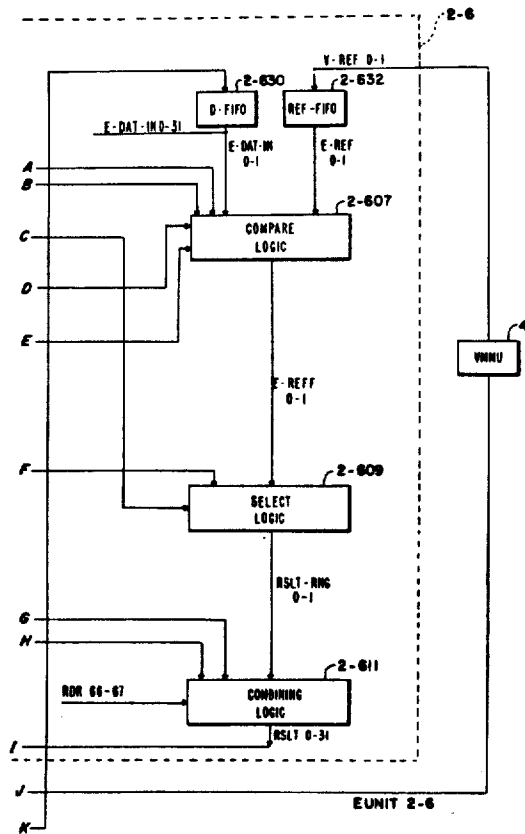 2-6
V-REF 0-1
2-630
2-632
D-FIFO
REF-FIFO
E-DAT-IN 0-31
E-DAT-IN
0-1
E-REF
0-1
A
B
2-607
C
COMPARE
LOGIC
D
E
4
VMMU
E-REFF
0-1
F
2-609
SELECT
LOGIC
RSLT-RNG
0-1
G
H
2-611
RDR 66-67
COMBINING
LOGIC
I
RSLT 0-31
J
EUNIT 2-6
K